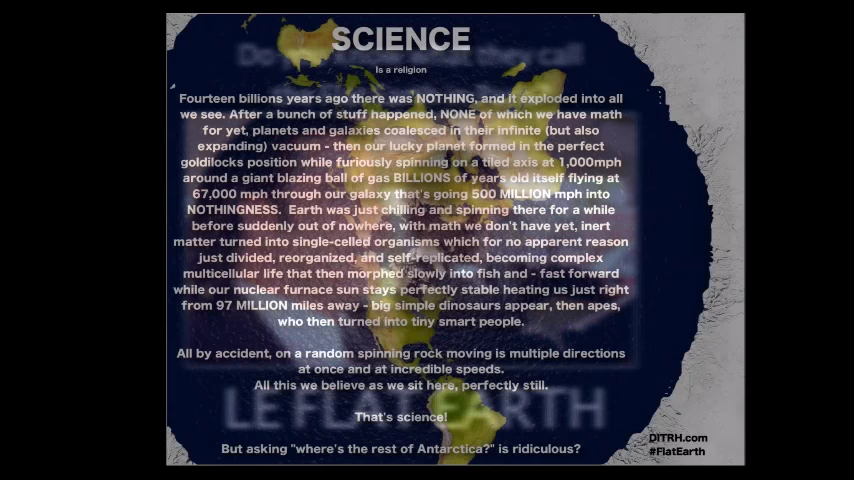 SCIENCE
Is a religion
Fourteen billions years ago there was NOTHING, and it exploded into all
we see. After a bunch of stuff happened, NONE of which we have math
for yet, planets and galaxies coalesced in their infinite (but also
expanding) vacuum - then our lucky planet formed in the perfect
goldilocks position while furiously spinning on a tiled axis at 1,000mph
around a giant blazing ball of gas BILLIONS of years old itself flying at
67,000 mph through our galaxy that's going 500 MILLION mph into
NOTHINGNESS. Earth was just chilling and spinning there for a while
before suddenly out of nowhere, with math we don't have yet, inert
matter turned into single-celled organisms which for no apparent reason
just divided, reorganized, and self-replicated, becoming complex
multicellular life that then morphed slowly into fish and - fast forward
while our nuclear furnace sun stays perfectly stable heating us just right
from 97 MILLION miles away - big simple dinosaurs appear, then apes,
who then turned into tiny smart people.
All by accident, on a random spinning rock moving is multiple directions
at once and at incredible speeds.
All this we believe as we sit here, perfectly still.
LE FLAT EARTH
That's science!
But asking "where's the rest of Antarctica?" is ridiculous?
DITRH.com
#FlatEarth